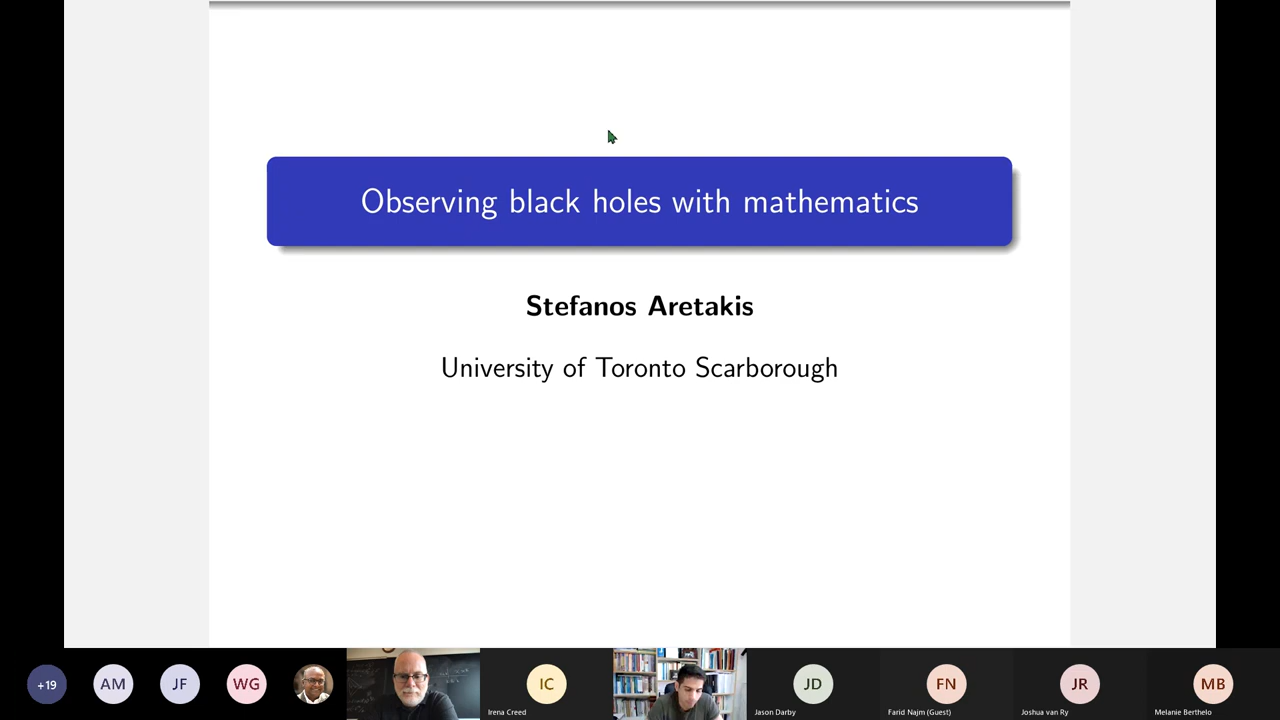 Observing black holes with mathematics
Stefanos Aretakis
University of Toronto Scarborough
+19
AM
JF
WG
IC
Irena Creed
JD
Jason Darby
FN
Farid Najm (Guest)
JR
Joshua van Ry
MB
Melanie Berthelo